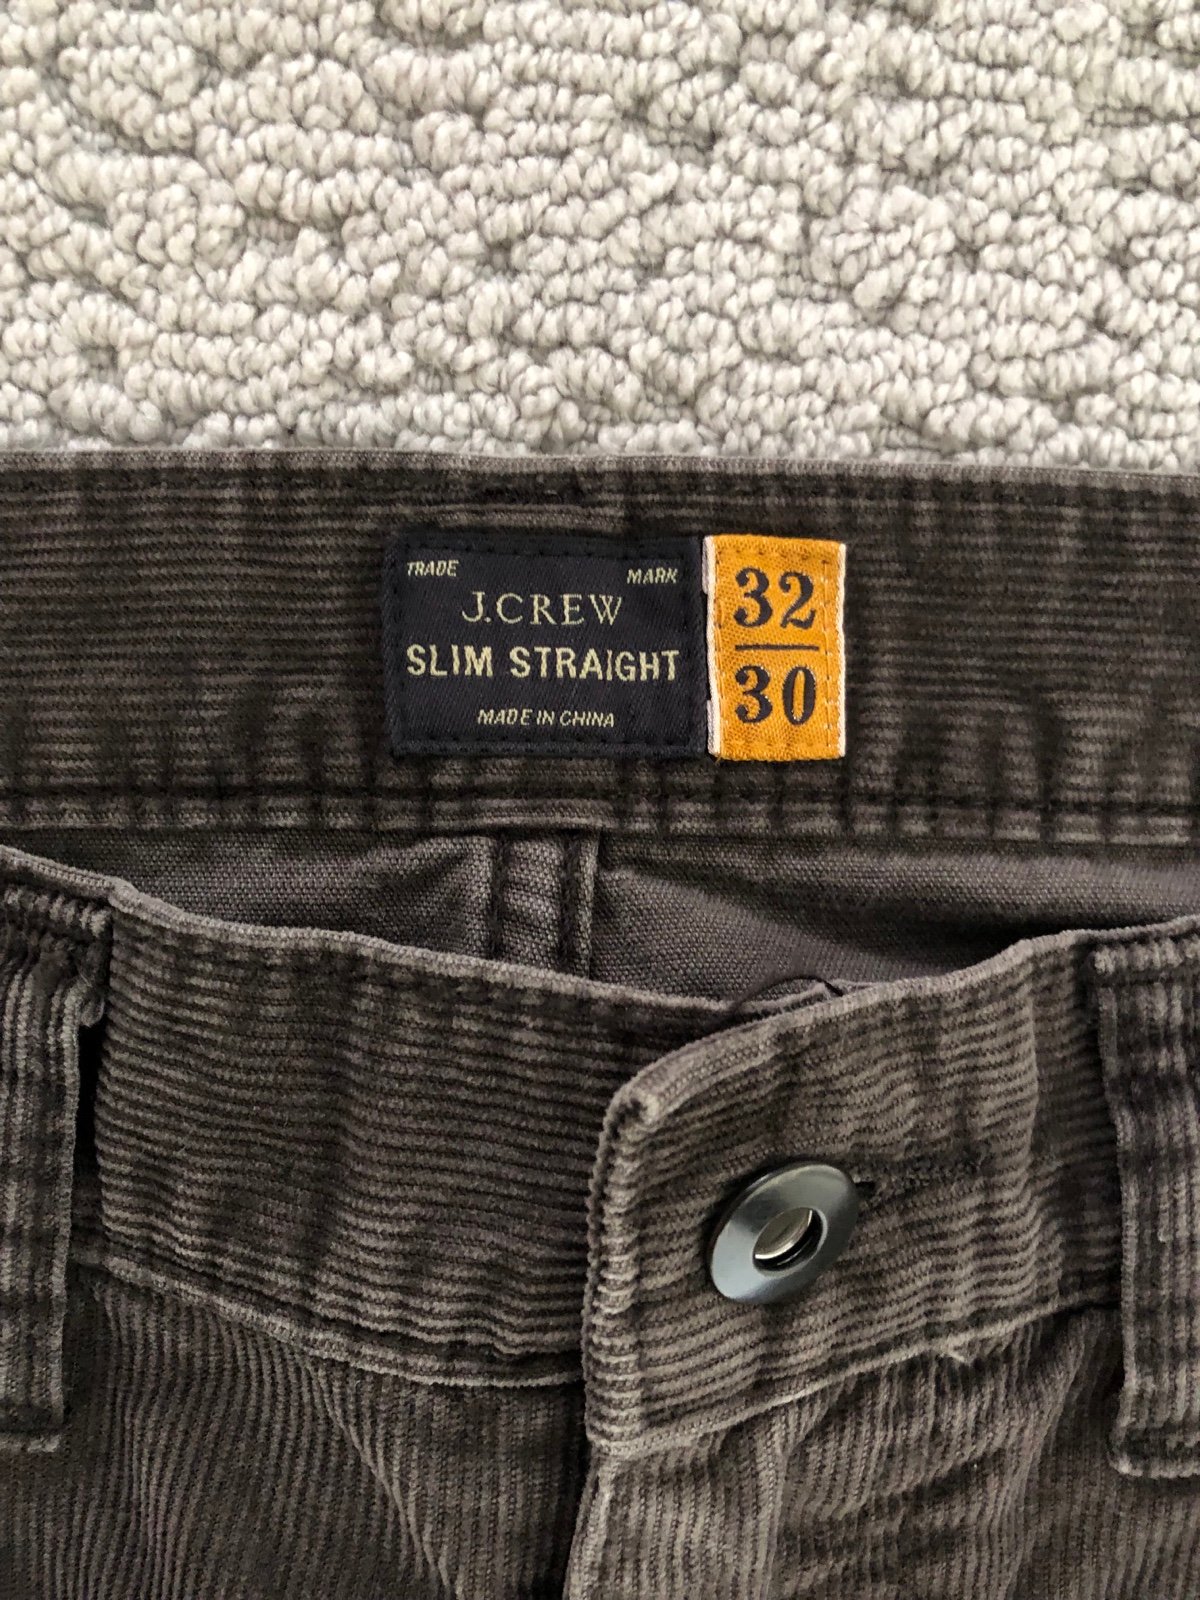 TRADE MARK
J.CREW
SLIM STRAIGHT
MADE IN CHINA
32
30